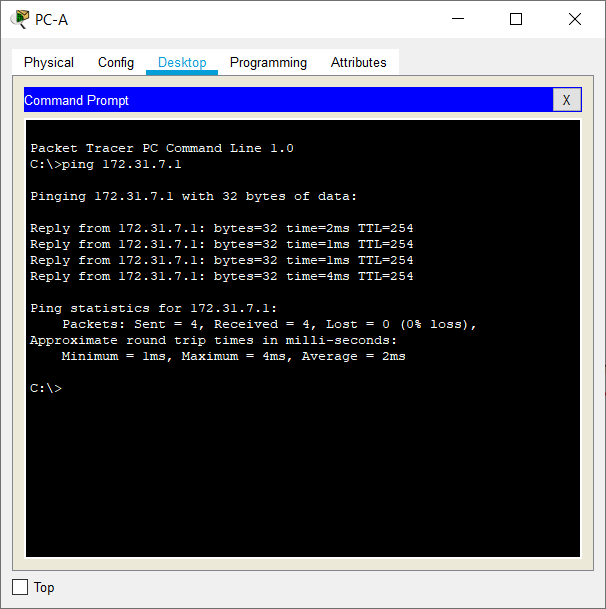 PC-A
Physical Config Desktop Programming Attributes
Command Prompt X
Packet Tracer PC Command Line 1.0
C:\>ping 172.31.7.1
Pinging 172.31.7.1 with 32 bytes of data:
Reply from 172.31.7.1: bytes=32 time=2ms TTL=254
Reply from 172.31.7.1: bytes=32 time=1ms TTL=254
Reply from 172.31.7.1: bytes=32 time=1ms TTL=254
Reply from 172.31.7.1: bytes=32 time=4ms TTL=254
Ping statistics for 172.31.7.1:
Packets: Sent = 4, Received = 4, Lost = 0 (0% loss),
Approximate round trip times in milli-seconds:
Minimum = 1ms, Maximum = 4ms, Average = 2ms
C:\>
Top